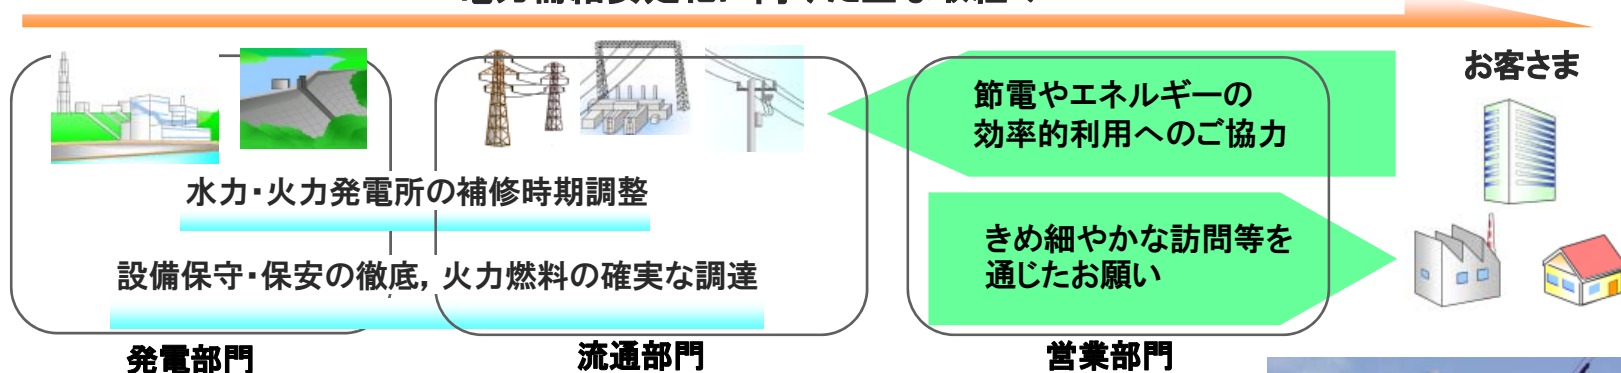 お客さま
節電やエネルギーの
効率的利用へのご協力
水力・火力発電所の補修時期調整
きめ細やかな訪問等を
通じたお願い
設備保守・保安の徹底，火力燃料の確実な調達
発電部門
流通部門
営業部門